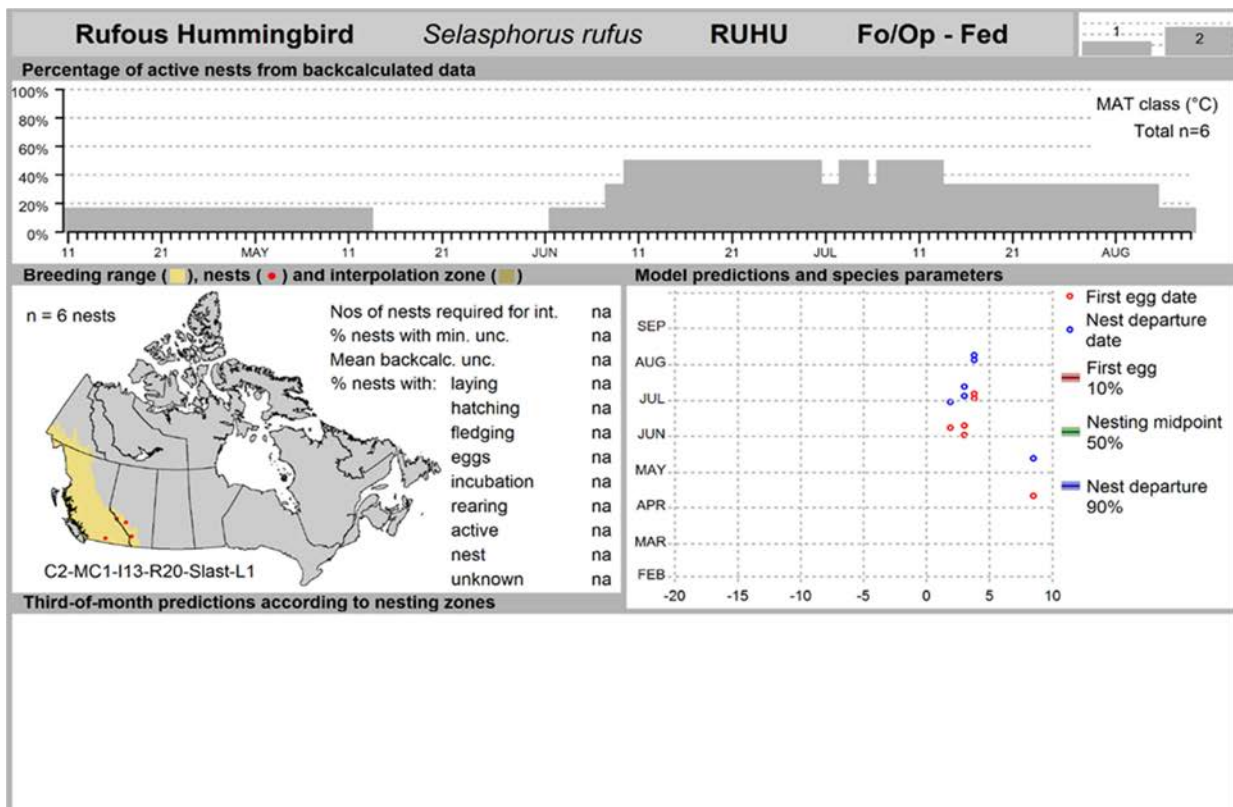 Rufous Hummingbird Selasphorus rufus RUHU Fo/Op - Fed
1 2
Percentage of active nests from backcalculated data
100%
80%
60%
40%
20%
0%
MAT class (°C)
Total n=6
11 21 MAY 11 21 JUN 11 21 JUL 11 21 AUG
Breeding range ( ), nests ( ) and interpolation zone ( )
n = 6 nests
Nos of nests required for int. na
% nests with min. unc. na
Mean backcalc. unc. na
% nests with: laying na
hatching na
fledging na
eggs na
incubation na
rearing na
active na
nest na
unknown na
C2-MC1-I13-R20-Slast-L1
Model predictions and species parameters
SEP
AUG
JUL
JUN
MAY
APR
MAR
FEB
-20 -15 -10 -5 0 5 10
First egg date
Nest departure
date
First egg
10%
Nesting midpoint
50%
Nest departure
90%
Third-of-month predictions according to nesting zones